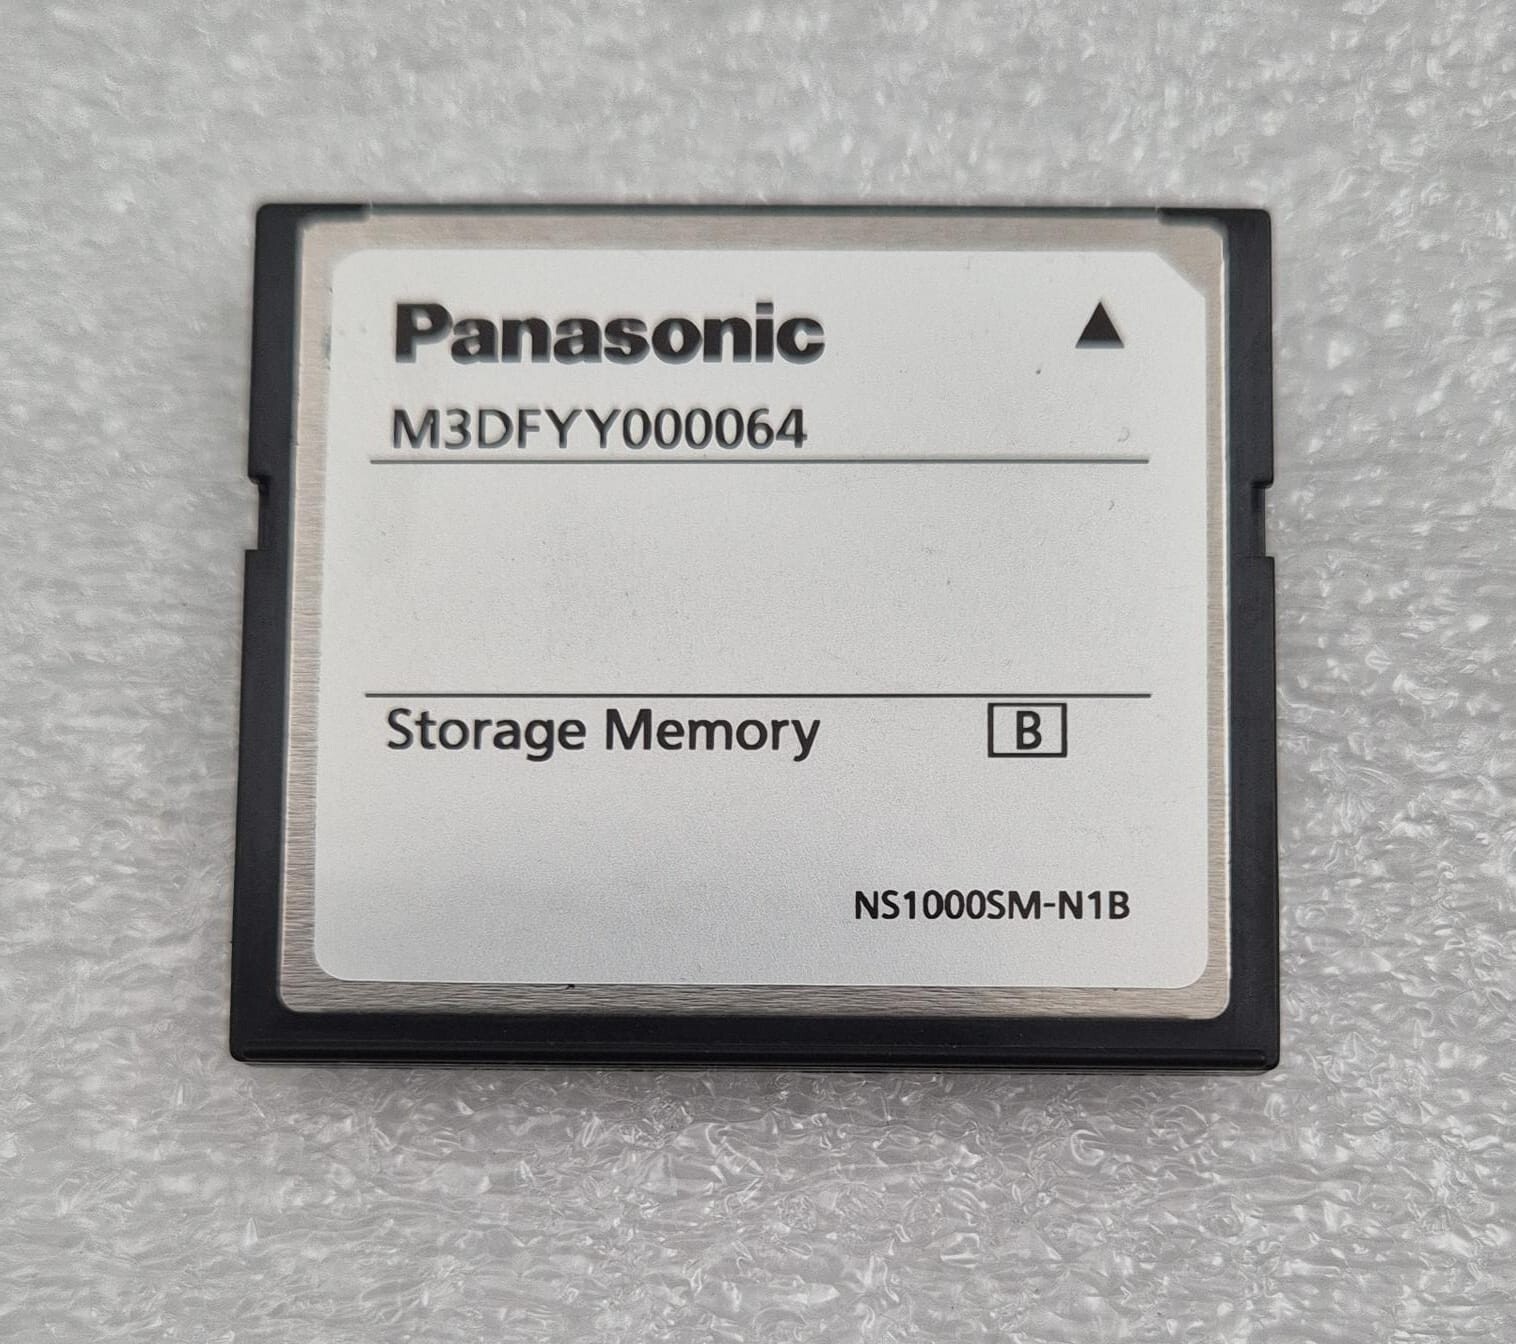 Panasonic
M3DFYY000064
Storage Memory B
NS1000SM-N1B